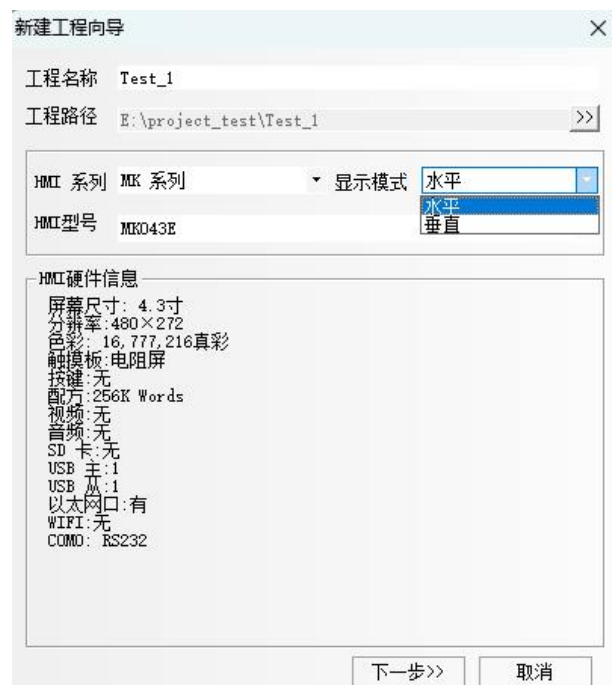 新建工程向导
工程名称 Test_1
工程路径 E:\project_test\Test_1 >>
HMI 系列 MK 系列 显示模式 水平
水平
HMI型号 MK043E 垂直
HMI硬件信息
屏幕尺寸: 4.3寸
分辨率:480×272
色彩: 16,777,216真彩
触摸板:电阻屏
按键:无
配方:256K Words
视频:无
音频:无
SD 卡:无
USB 主:1
USB 从:1
以太网口:有
WIFI:无
COM0: RS232
下一步>> 取消